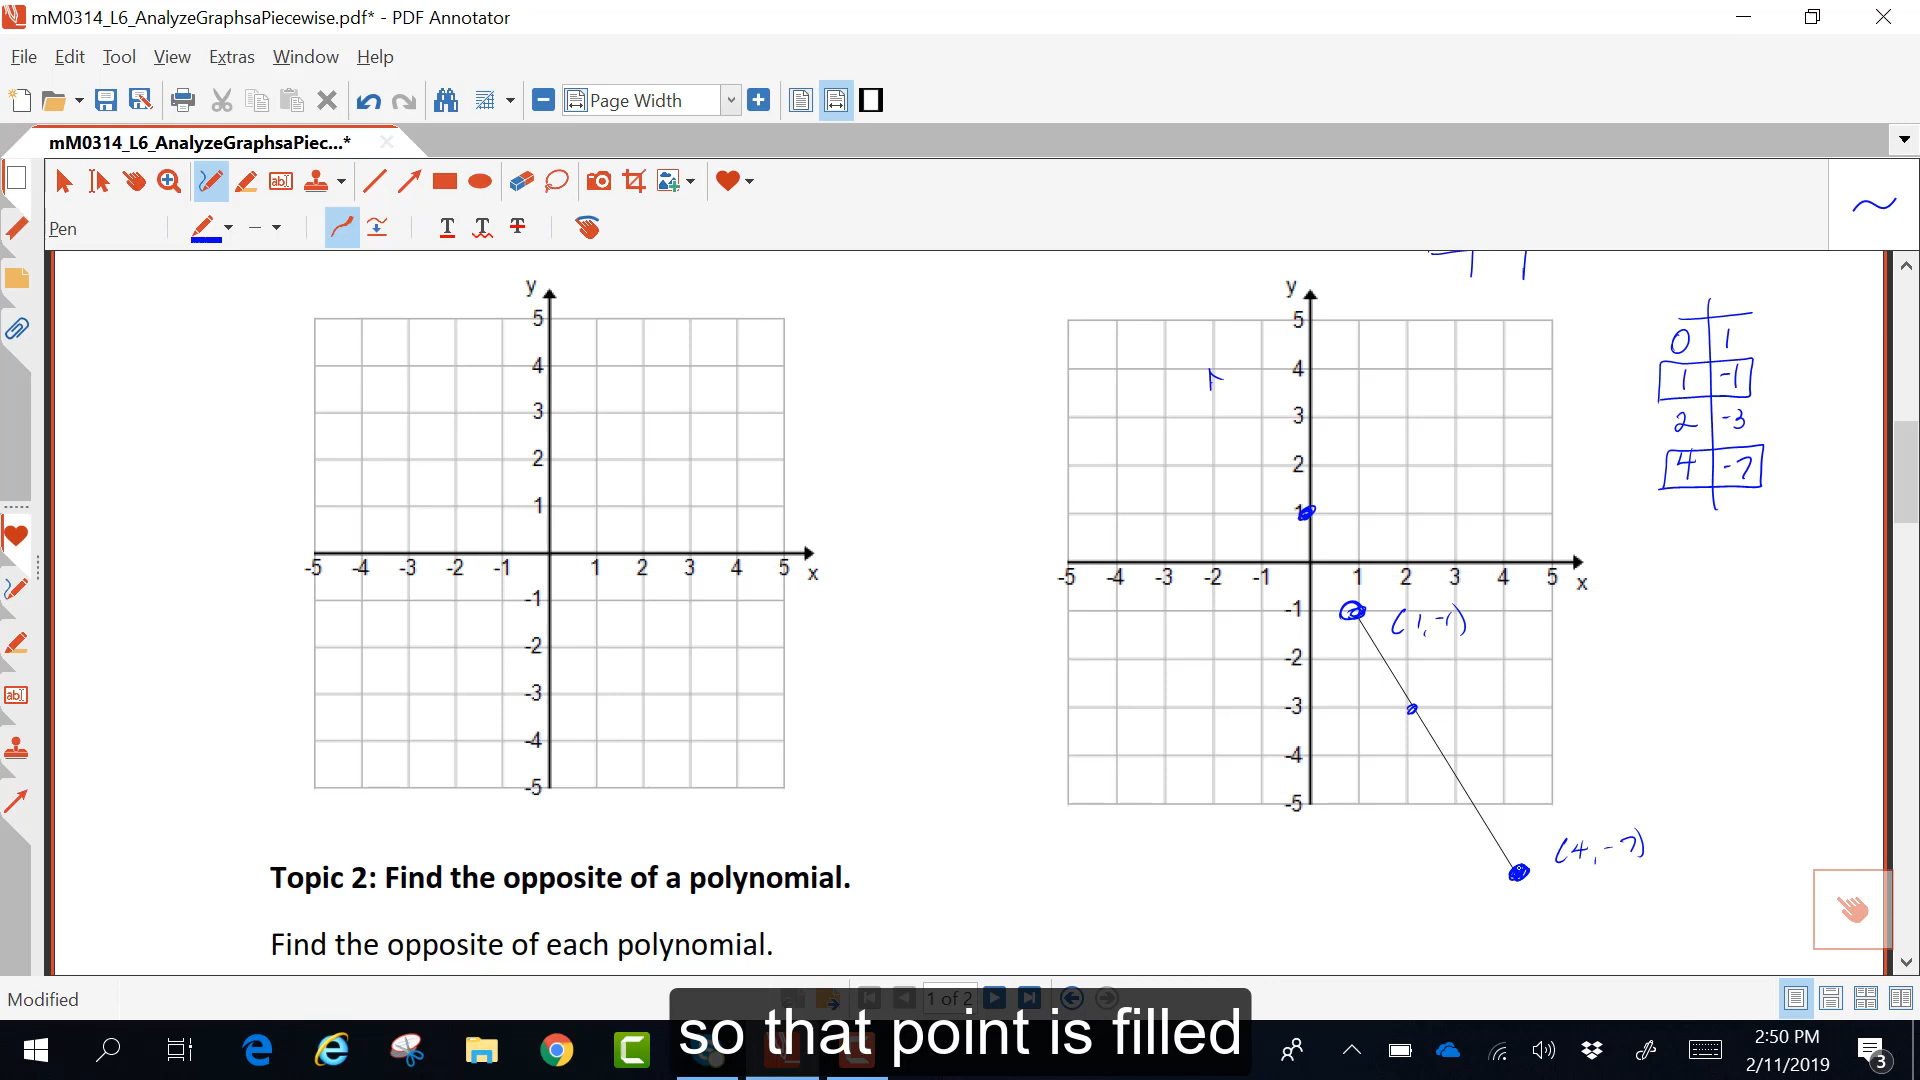 mM0314_L6_AnalyzeGraphsaPiecewise.pdf* - PDF Annotator
File Edit Tool View Extras Window Help
Page Width
mM0314_L6_AnalyzeGraphsaPiec...*
Pen
y
5
4
3
2
1
-5 -4 -3 -2 -1 1 2 3 4 5 x
-1
-2
-3
-4
-5
y
5
4
3
2
1
-5 -4 -3 -2 -1 1 2 3 4 5 x
-1
-2
-3
-4
-5
(1,-1)
(4,-7)
0 1
1 -1
2 -3
4 -7
Topic 2: Find the opposite of a polynomial.
Find the opposite of each polynomial.
Modified
1 of 2
so that point is filled
2:50 PM
2/11/2019
3